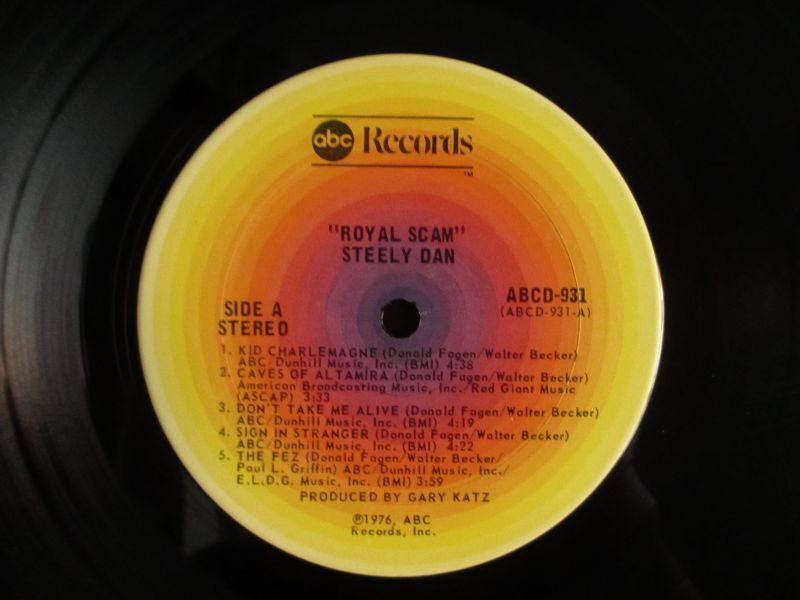 abc Records
TM
"ROYAL SCAM"
STEELY DAN
SIDE A
STEREO
ABCD-931
(ABCD-931-A)
1. KID CHARLEMAGNE (Donald Fagen/Walter Becker)
ABC/Dunhill Music, Inc. (BMI) 4:38
2. CAVES OF ALTAMIRA (Donald Fagen/Walter Becker)
American Broadcasting Music, Inc./Red Giant Music
(ASCAP) 3:33
3. DON'T TAKE ME ALIVE (Donald Fagen/Walter Becker)
ABC/Dunhill Music, Inc. (BMI) 4:19
4. SIGN IN STRANGER (Donald Fagen/Walter Becker)
ABC/Dunhill Music, Inc. (BMI) 4:22
5. THE FEZ (Donald Fagen/Walter Becker/
Paul L. Griffin) ABC/Dunhill Music, Inc./
E.L.D.G. Music, Inc. (BMI) 3:59
PRODUCED BY GARY KATZ
℗1976, ABC
Records, Inc.